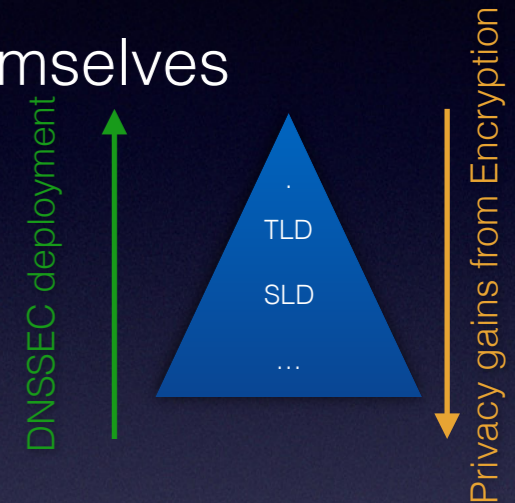 mselves
DNSSEC deployment
.
TLD
SLD
...
Privacy gains from Encryption